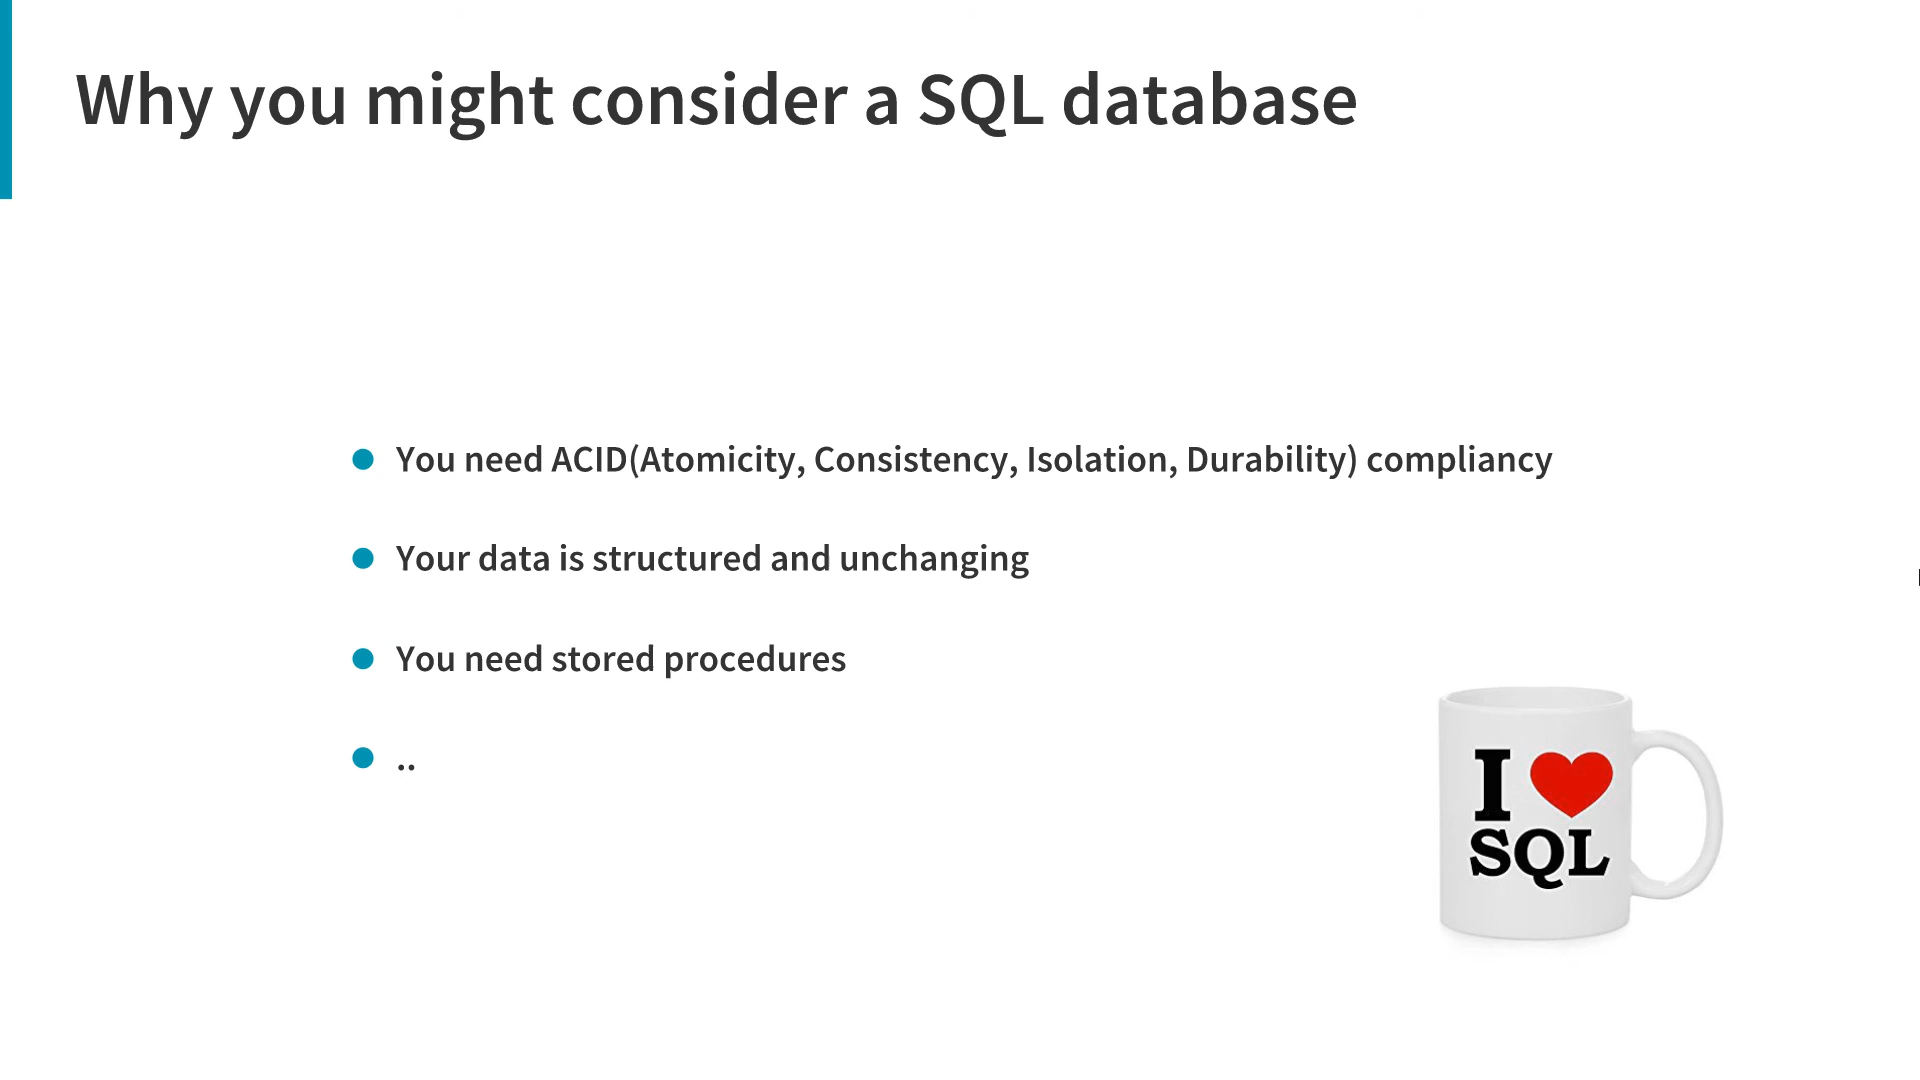 Why you might consider a SQL database
You need ACID(Atomicity, Consistency, Isolation, Durability) compliancy
Your data is structured and unchanging
You need stored procedures
..
I ❤
SQL